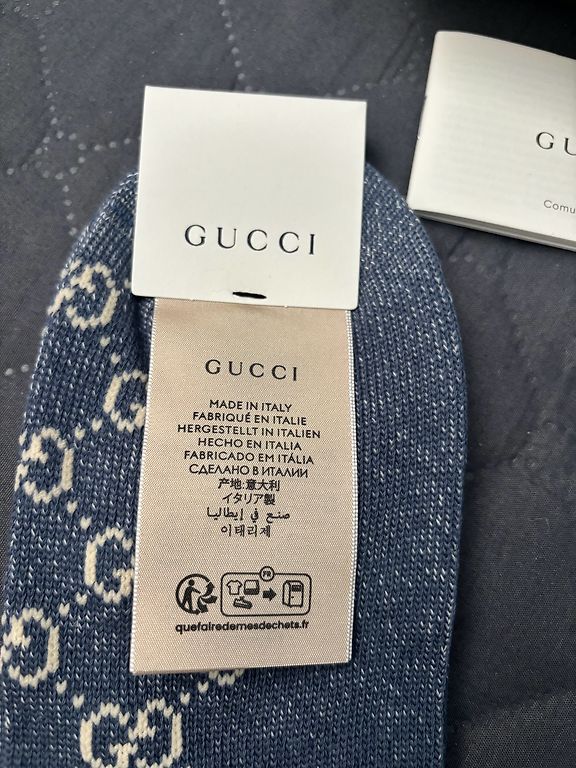 GUCCI
GU
Comu
GUCCI
MADE IN ITALY
FABRIQUÉ EN ITALIE
HERGESTELLT IN ITALIEN
HECHO EN ITALIA
FABRICADO EM ITÁLIA
СДЕЛАНО В ИТАЛИИ
产地:意大利
イタリア製
صنع في إيطاليا
이태리제
FR
quefairedemesdechets.fr